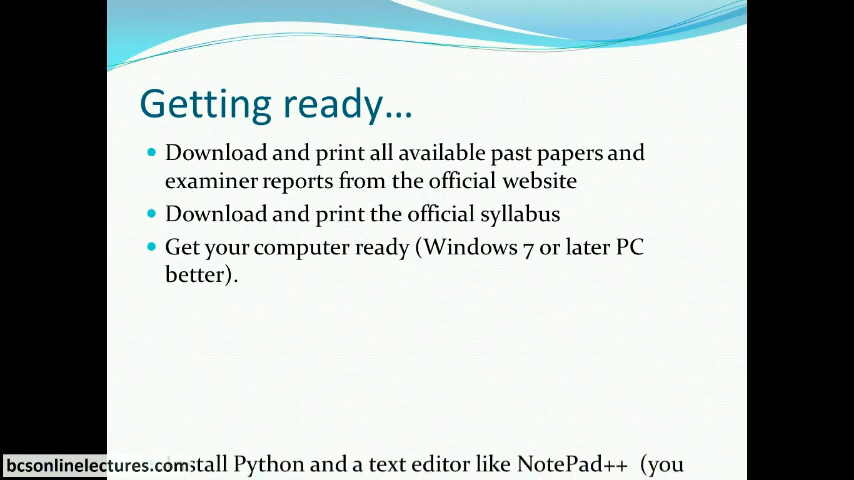 Getting ready...
Download and print all available past papers and
examiner reports from the official website
Download and print the official syllabus
Get your computer ready (Windows 7 or later PC
better).
Install Python and a text editor like NotePad++ (you
bcsonlinelectures.com